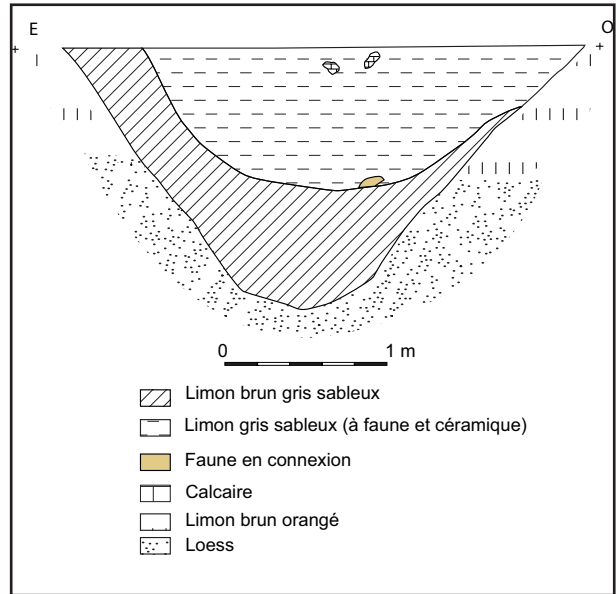 E O
0 1 m
Limon brun gris sableux
Limon gris sableux (à faune et céramique)
Faune en connexion
Calcaire
Limon brun orangé
Loess